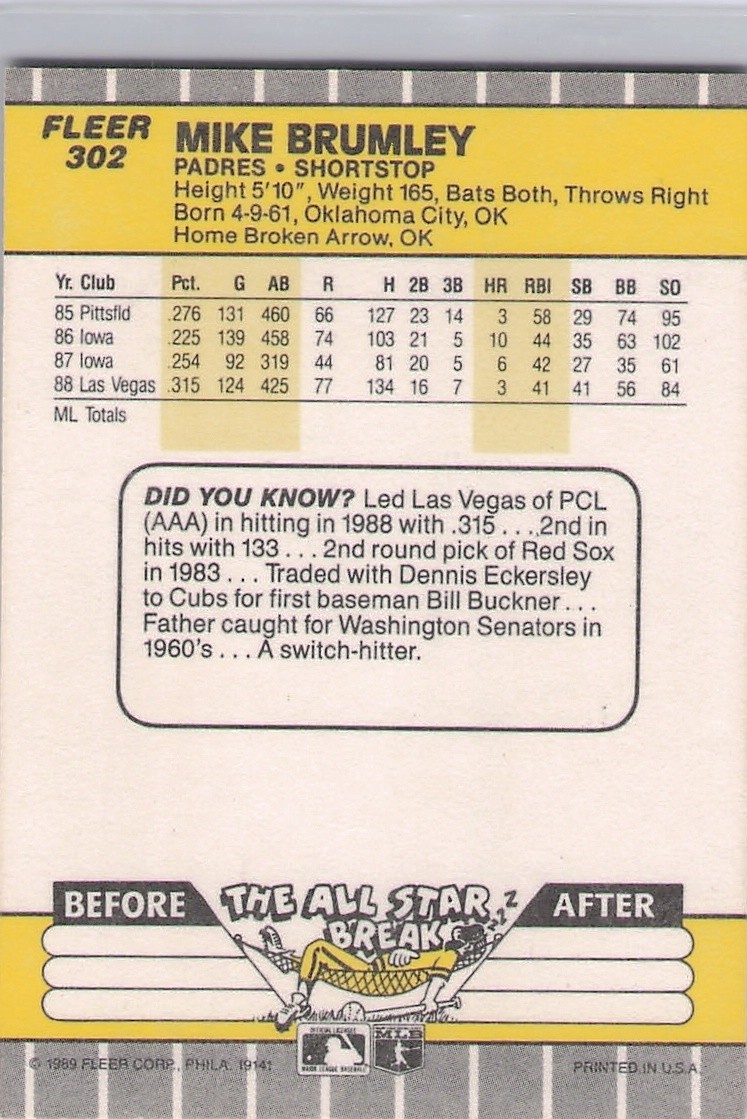 FLEER
302
MIKE BRUMLEY
PADRES • SHORTSTOP
Height 5'10", Weight 165, Bats Both, Throws Right
Born 4-9-61, Oklahoma City, OK
Home Broken Arrow, OK
Yr. Club Pct. G AB R H 2B 3B HR RBI SB BB SO
85 Pittsfld .276 131 460 66 127 23 14 3 58 29 74 95
86 Iowa .225 139 458 74 103 21 5 10 44 35 63 102
87 Iowa .254 92 319 44 81 20 5 6 42 27 35 61
88 Las Vegas .315 124 425 77 134 16 7 3 41 41 56 84
ML Totals
DID YOU KNOW? Led Las Vegas of PCL
(AAA) in hitting in 1988 with .315 . . . 2nd in
hits with 133 . . . 2nd round pick of Red Sox
in 1983 . . . Traded with Dennis Eckersley
to Cubs for first baseman Bill Buckner . . .
Father caught for Washington Senators in
1960's . . . A switch-hitter.
BEFORE THE ALL STAR AFTER
BREAK ZZZ
OFFICIAL LICENSEE
MAJOR LEAGUE BASEBALL
MLB
© 1989 FLEER CORP., PHILA. 19141 PRINTED IN U.S.A.